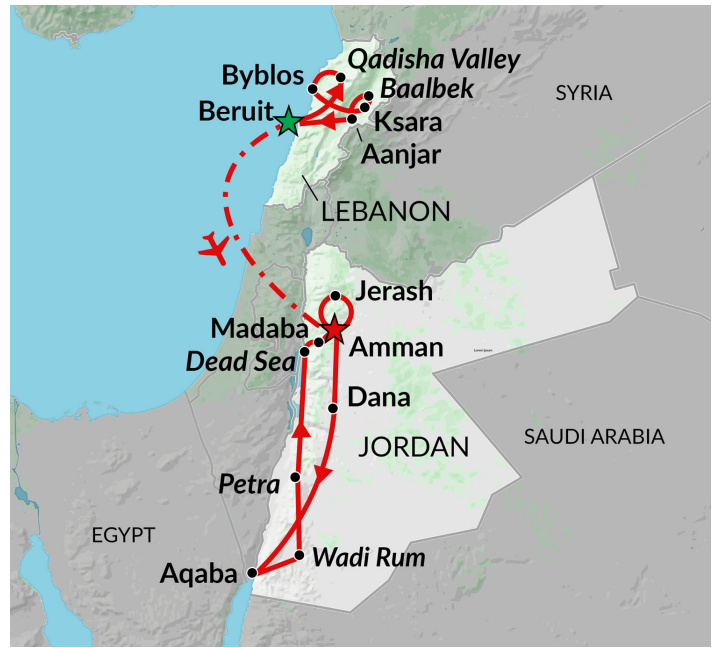 Qadisha Valley
Byblos
Baalbek
SYRIA
Beruit
Ksara
Aanjar
LEBANON
Jerash
Madaba
Amman
Dead Sea
Dana
JORDAN
SAUDI ARABIA
Petra
EGYPT
Wadi Rum
Aqaba